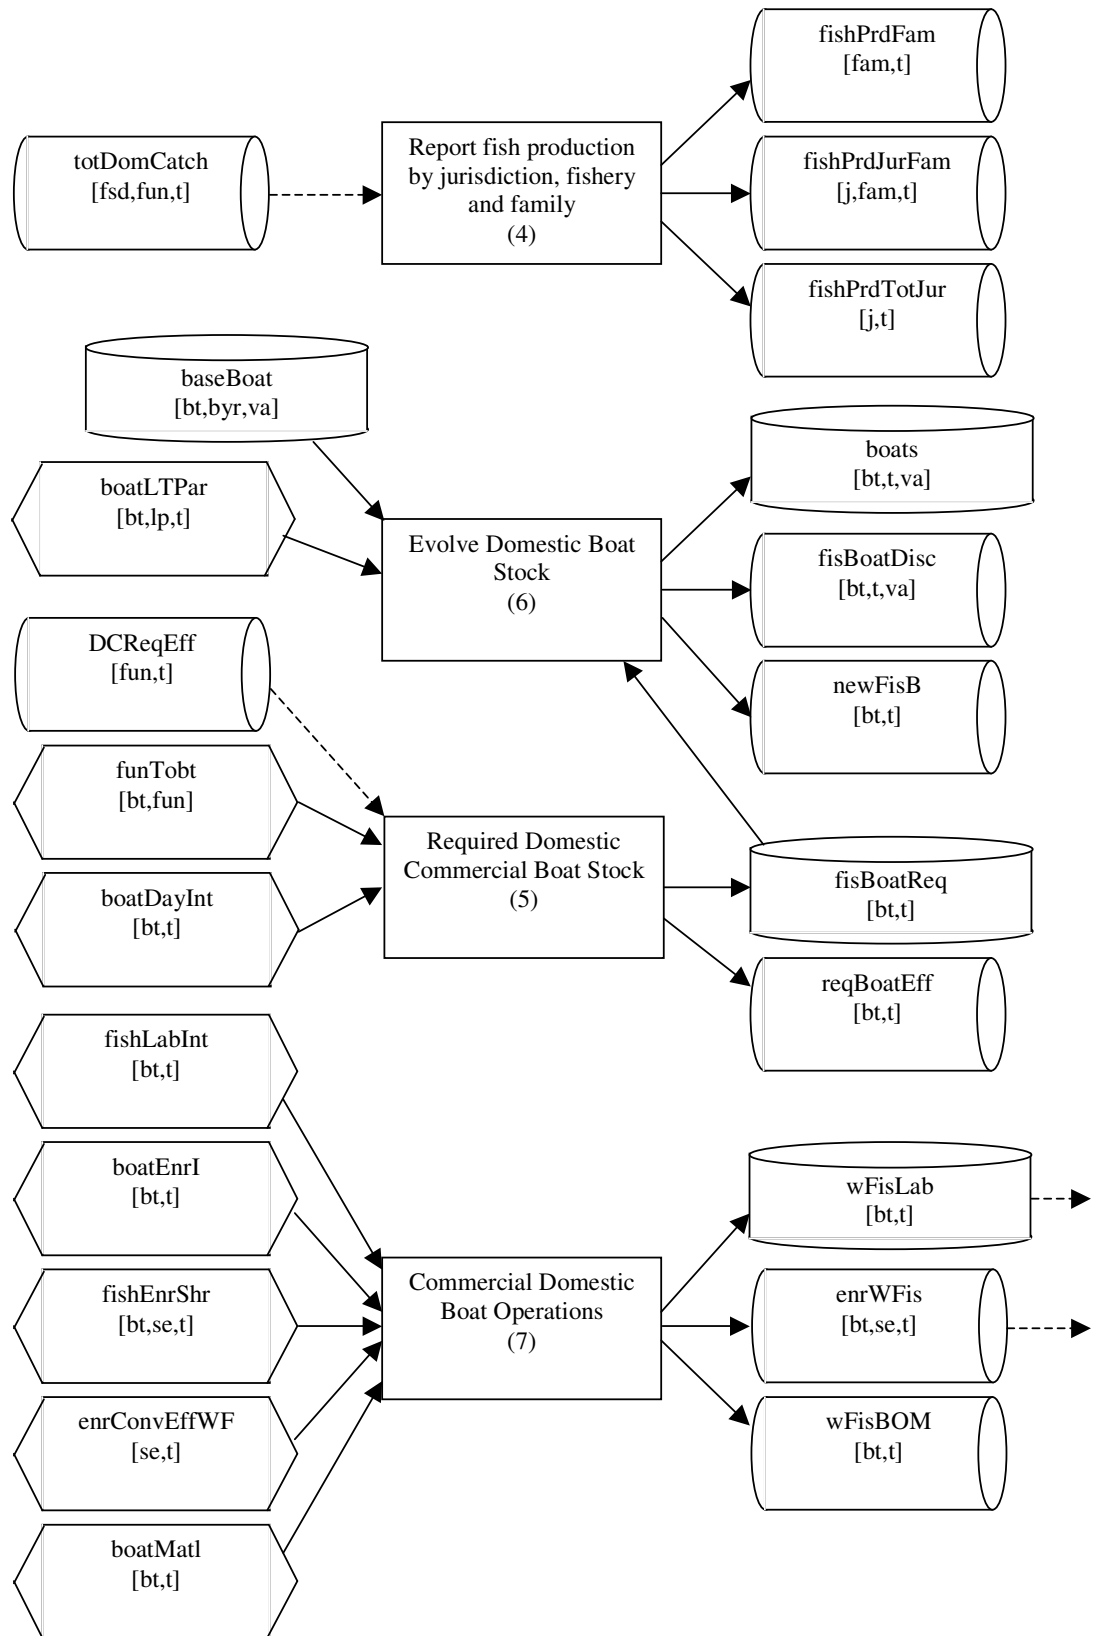 fishPrdFam
[fam,t]
totDomCatch
[fsd,fun,t]
Report fish production
by jurisdiction, fishery
and family
(4)
fishPrdJurFam
[j,fam,t]
fishPrdTotJur
[j,t]
baseBoat
[bt,byr,va]
boatLTPar
[bt,lp,t]
Evolve Domestic Boat
Stock
(6)
boats
[bt,t,va]
fisBoatDisc
[bt,t,va]
newFisB
[bt,t]
DCReqEff
[fun,t]
funTobt
[bt,fun]
boatDayInt
[bt,t]
Required Domestic
Commercial Boat Stock
(5)
fisBoatReq
[bt,t]
reqBoatEff
[bt,t]
fishLabInt
[bt,t]
boatEnrI
[bt,t]
fishEnrShr
[bt,se,t]
enrConvEffWF
[se,t]
boatMatl
[bt,t]
Commercial Domestic
Boat Operations
(7)
wFisLab
[bt,t]
enrWFis
[bt,se,t]
wFisBOM
[bt,t]